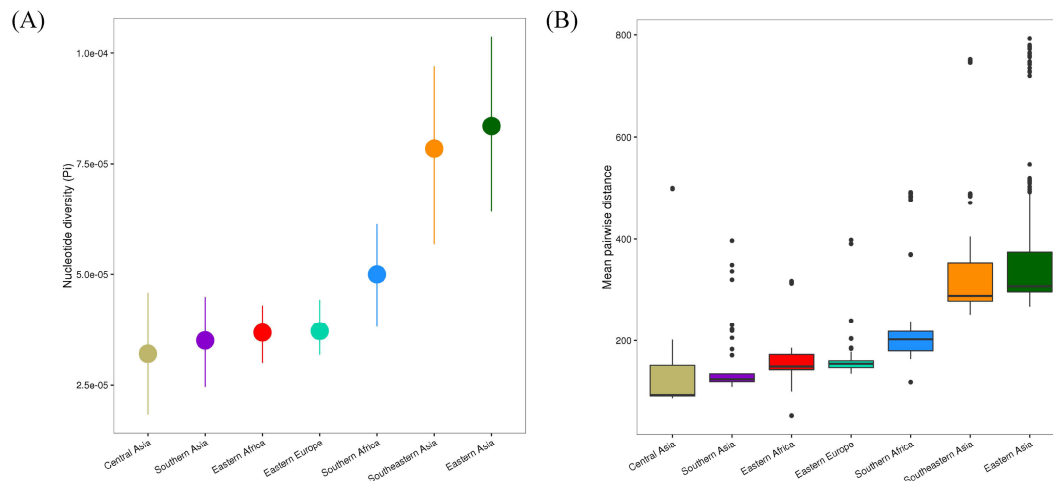 (A)
Nucleotide diversity (Pi)
1.0e-04
7.5e-05
5.0e-05
2.5e-05
Central Asia
Southern Asia
Eastern Africa
Eastern Europe
Southern Africa
Southeastern Asia
Eastern Asia
(B)
Mean pairwise distance
800
600
400
200
Central Asia
Southern Asia
Eastern Africa
Eastern Europe
Southern Africa
Southeastern Asia
Eastern Asia